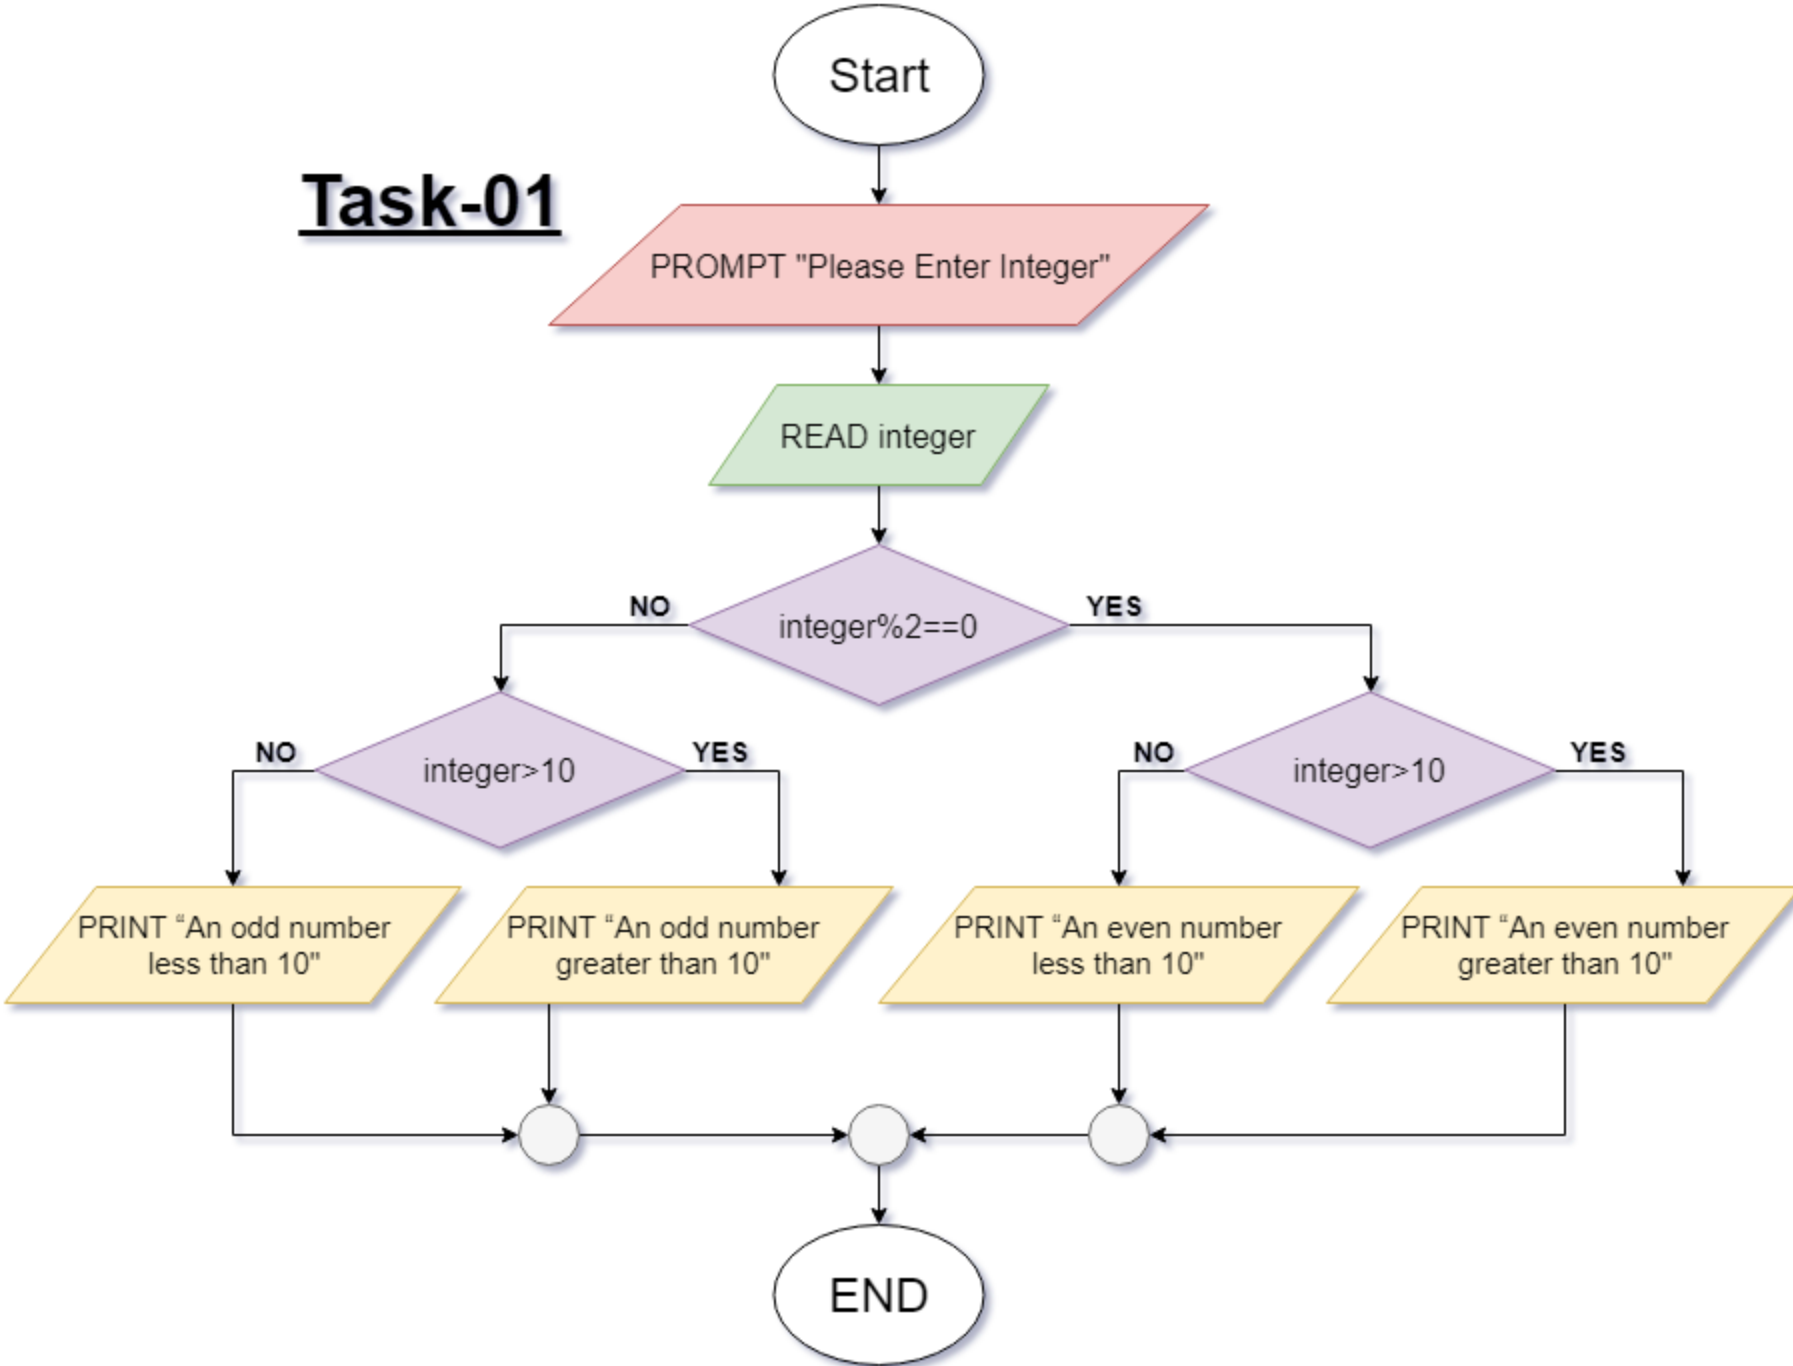 Start
Task-01
PROMPT "Please Enter Integer"
READ integer
NO
YES
integer%2==0
NO
YES
integer>10
NO
YES
integer>10
PRINT “An odd number
less than 10"
PRINT “An odd number
greater than 10"
PRINT “An even number
less than 10"
PRINT “An even number
greater than 10"
END